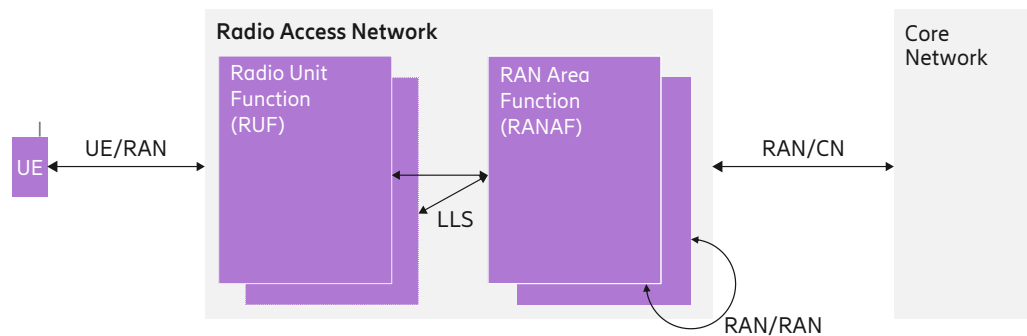 Radio Access Network
Radio Unit
Function
(RUF)
RAN Area
Function
(RANAF)
Core
Network
UE
UE/RAN
LLS
RAN/CN
RAN/RAN